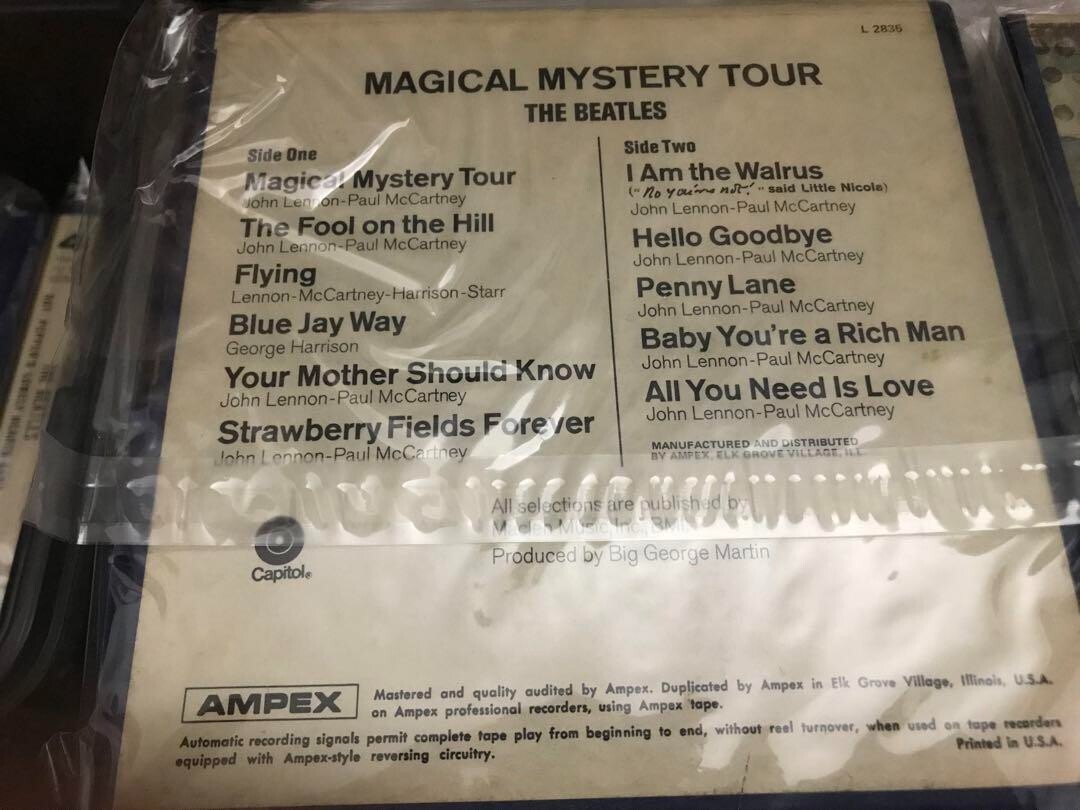 L 2835
MAGICAL MYSTERY TOUR
THE BEATLES
Side One
Magical Mystery Tour
John Lennon-Paul McCartney
The Fool on the Hill
John Lennon-Paul McCartney
Flying
Lennon-McCartney-Harrison-Starr
Blue Jay Way
George Harrison
Your Mother Should Know
John Lennon-Paul McCartney
Strawberry Fields Forever
John Lennon-Paul McCartney
Side Two
I Am the Walrus
("No you're not!" said Little Nicola)
John Lennon-Paul McCartney
Hello Goodbye
John Lennon-Paul McCartney
Penny Lane
John Lennon-Paul McCartney
Baby You're a Rich Man
John Lennon-Paul McCartney
All You Need Is Love
John Lennon-Paul McCartney
MANUFACTURED AND DISTRIBUTED
BY AMPEX, ELK GROVE VILLAGE, ILL.
All selections are published by
Maclen Music, Inc., BMI
Produced by Big George Martin
Capitol®
AMPEX
Mastered and quality audited by Ampex. Duplicated by Ampex in Elk Grove Village, Illinois, U.S.A.
on Ampex professional recorders, using Ampex tape.
Automatic recording signals permit complete tape play from beginning to end, without reel turnover, when used on tape recorders
equipped with Ampex-style reversing circuitry.
Printed in U.S.A.